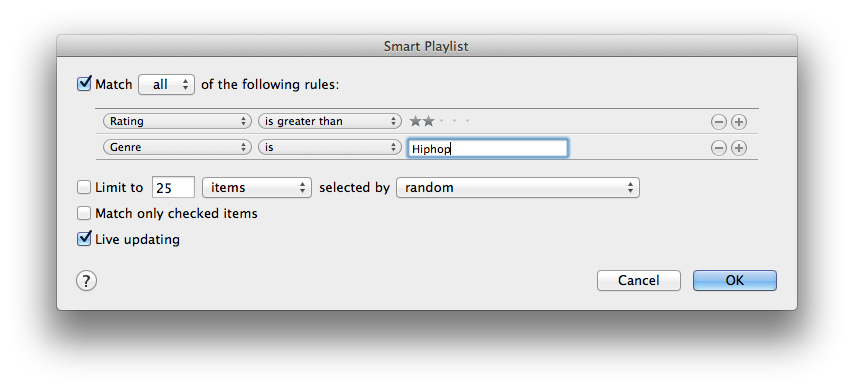 Smart Playlist
Match all of the following rules:
Rating is greater than
Genre is Hiphop
Limit to 25 items selected by random
Match only checked items
Live updating
? Cancel OK